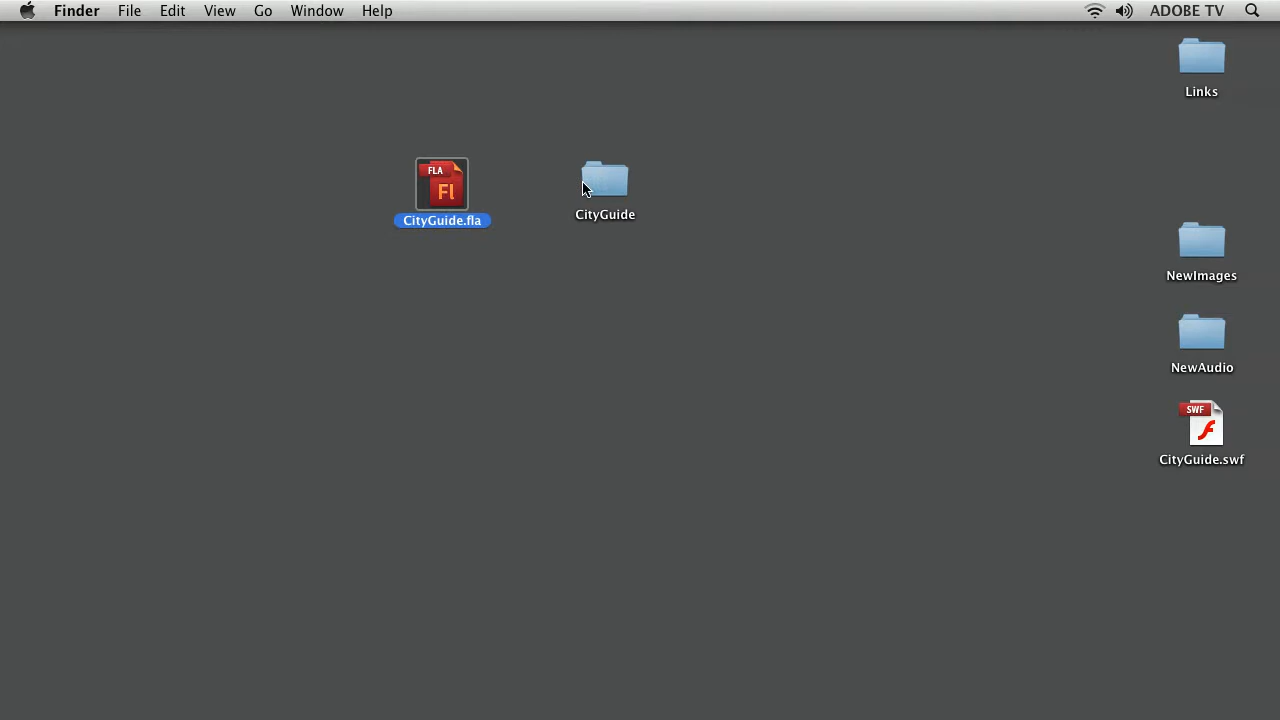 Finder File Edit View Go Window Help ADOBE TV
Links
FLA
Fl
CityGuide.fla
CityGuide
NewImages
NewAudio
SWF
CityGuide.swf